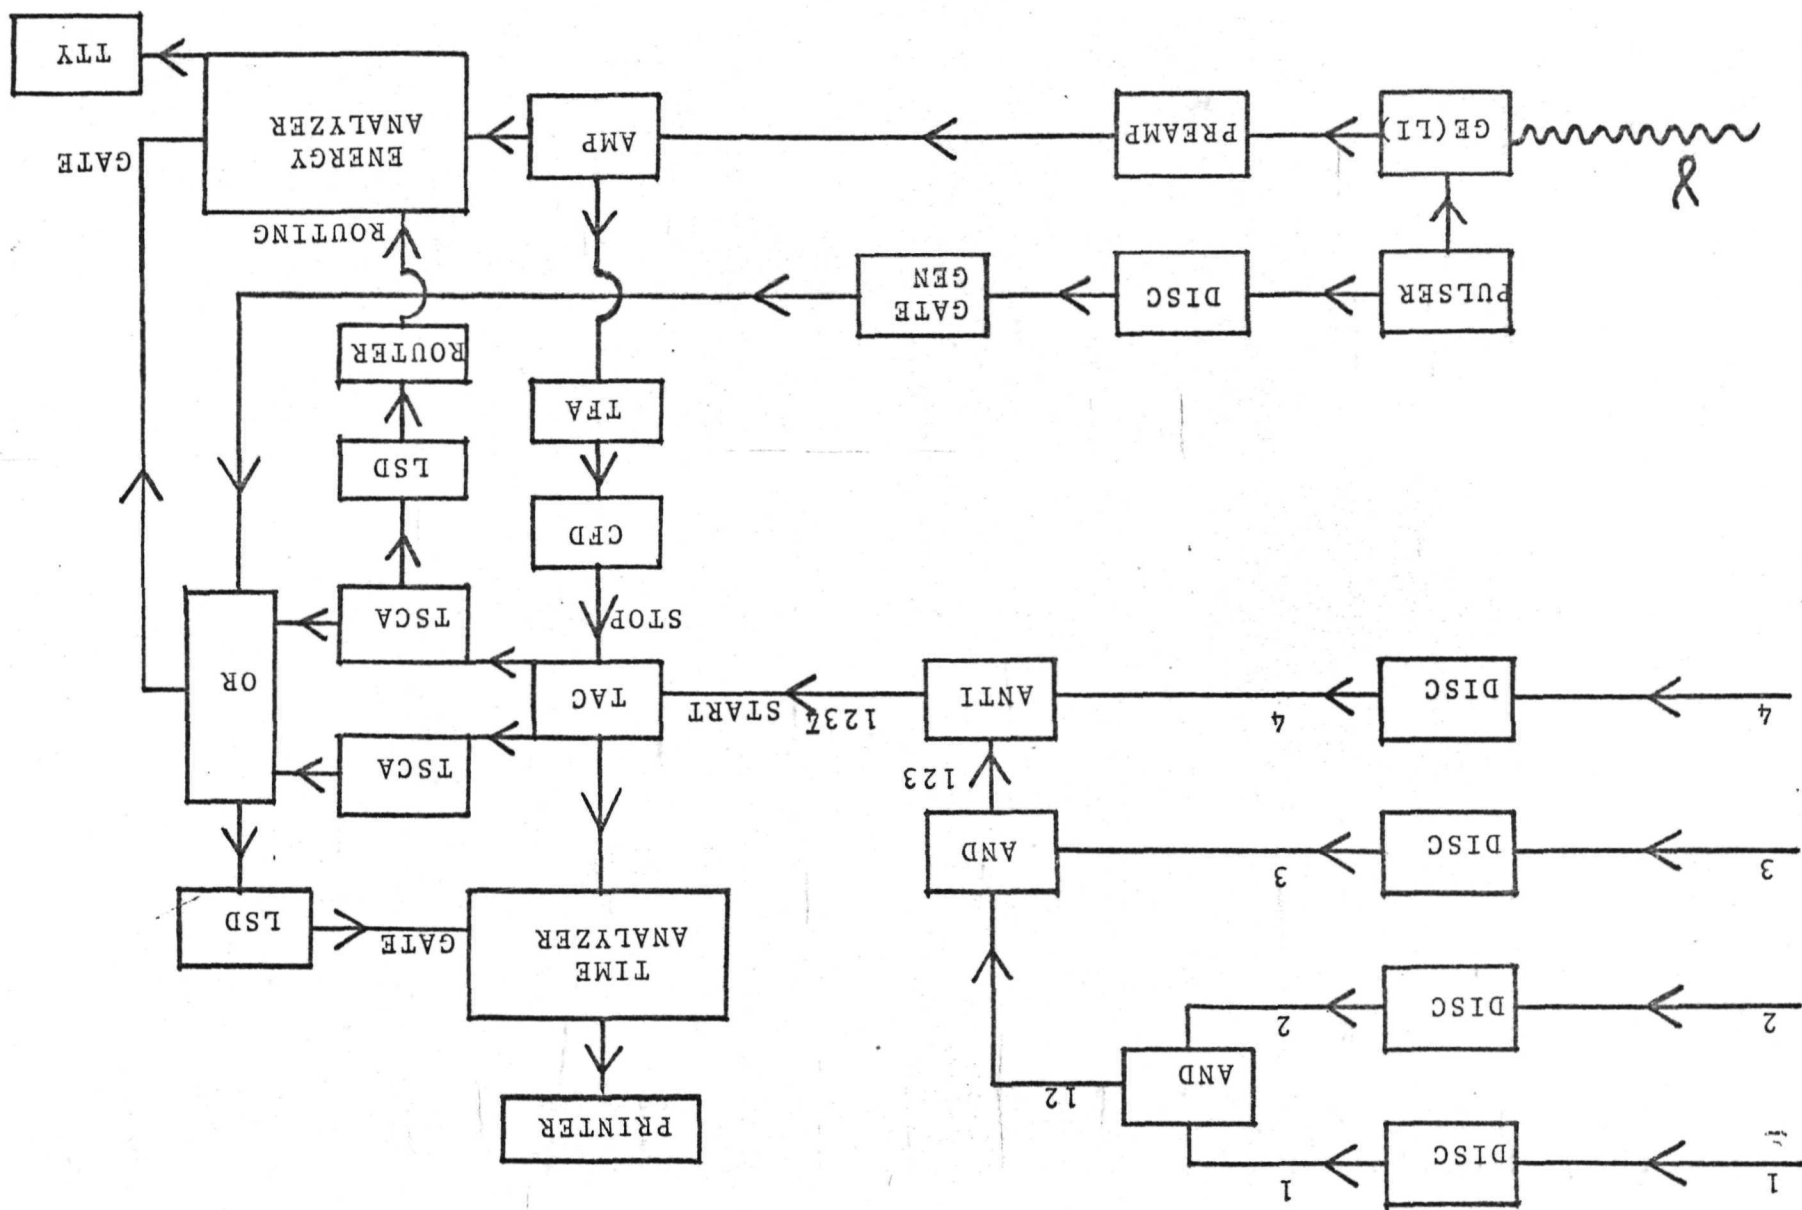 1
DISC
1
PRINTER
AND
12
2
DISC
2
TIME
ANALYZER
GATE
LSD
3
DISC
3
AND
123
TSCA
4
DISC
4
ANTI
1234̄
START
TAC
OR
STOP
TSCA
CFD
LSD
TFA
ROUTER
PULSER
DISC
GATE
GEN
ROUTING
γ
GE(LI)
PREAMP
AMP
ENERGY
ANALYZER
GATE
TTY